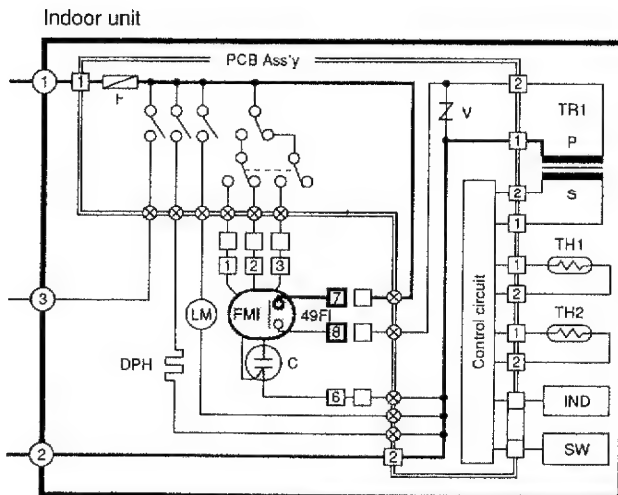 Indoor unit
PCB Ass'y
1
1
F
2
V
TR1
P
1
2
S
1
Control circuit
1
TH1
2
1
TH2
2
IND
SW
1
2
3
3
LM
FMI
49FI
7
8
C
6
DPH
2
2